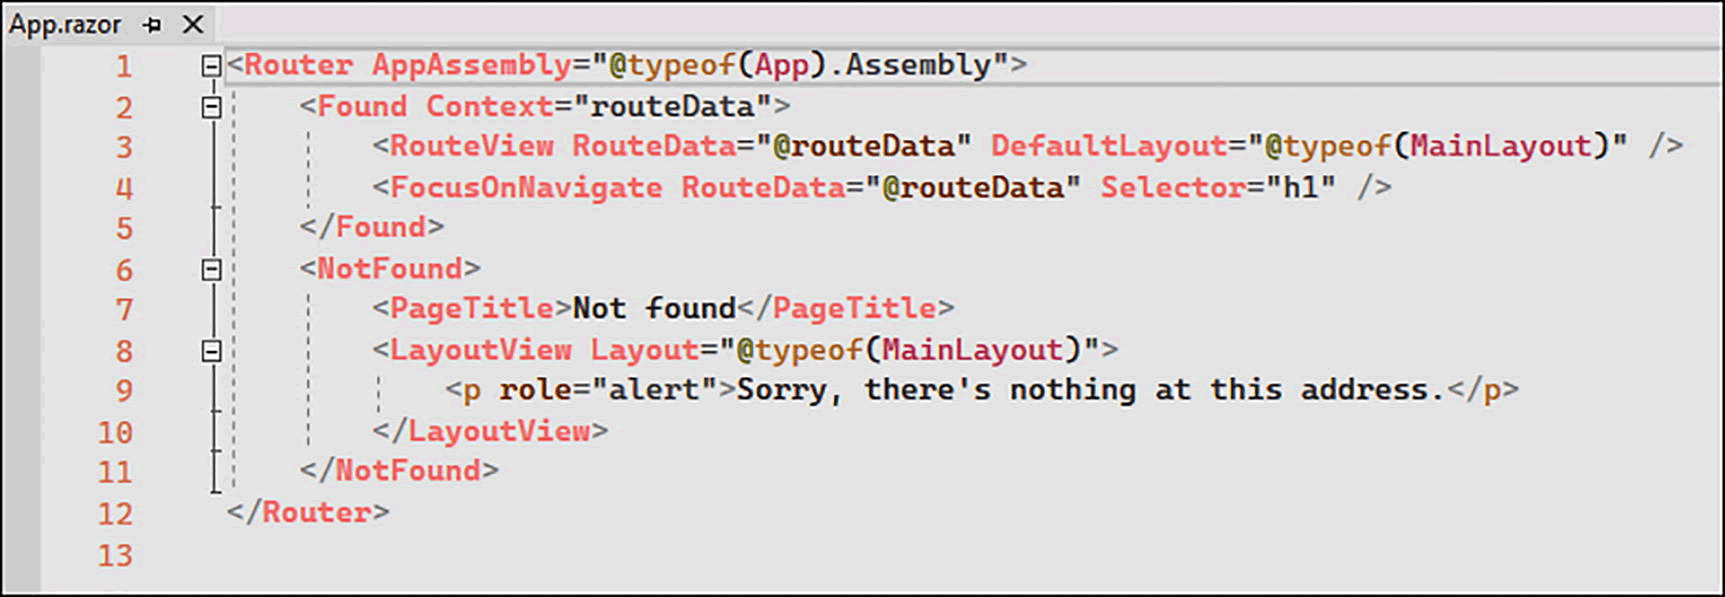 App.razor
1 <Router AppAssembly="@typeof(App).Assembly">
2     <Found Context="routeData">
3         <RouteView RouteData="@routeData" DefaultLayout="@typeof(MainLayout)" />
4         <FocusOnNavigate RouteData="@routeData" Selector="h1" />
5     </Found>
6     <NotFound>
7         <PageTitle>Not found</PageTitle>
8         <LayoutView Layout="@typeof(MainLayout)">
9             <p role="alert">Sorry, there's nothing at this address.</p>
10         </LayoutView>
11     </NotFound>
12 </Router>
13